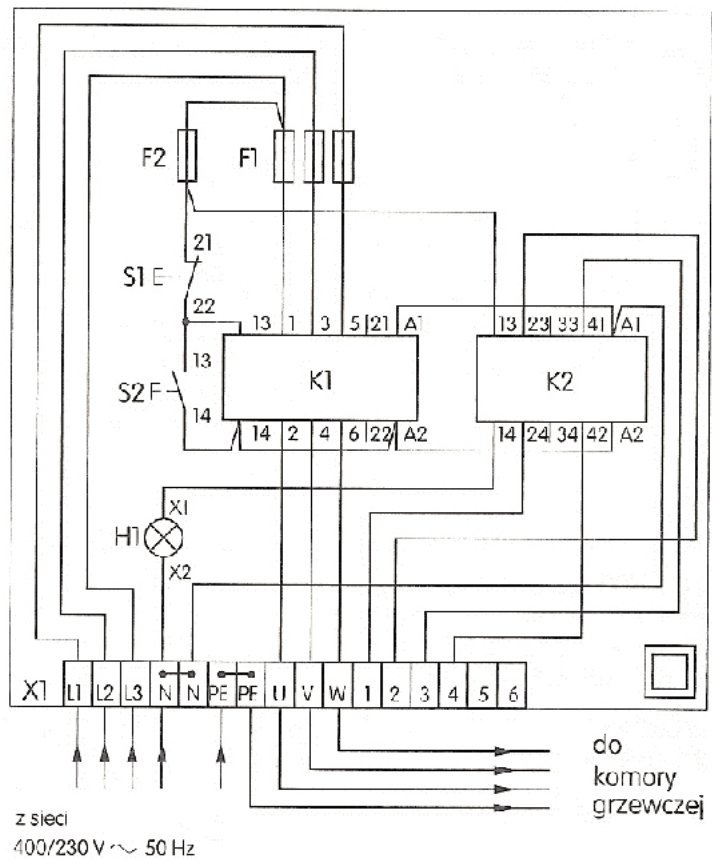 F2 F1
21
S1 E
22
13 1 3 5 21 A1 13 23 33 41 A1
13
S2 F
14
K1 K2
14 2 4 6 22 A2 14 24 34 42 A2
X1
H1
X2
X1 L1 L2 L3 N N PE PE U V W 1 2 3 4 5 6
do
komory
grzewczej
z sieci
400/230 V ~ 50 Hz